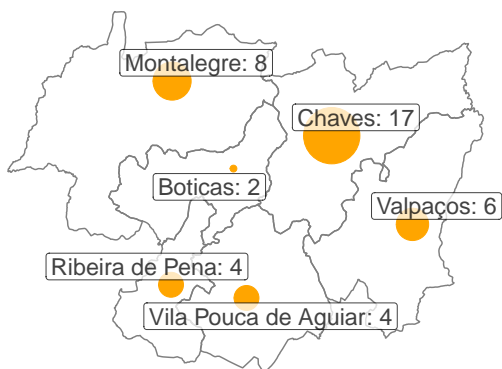 Montalegre: 8
Chaves: 17
Boticas: 2
Valpaços: 6
Ribeira de Pena: 4
Vila Pouca de Aguiar: 4